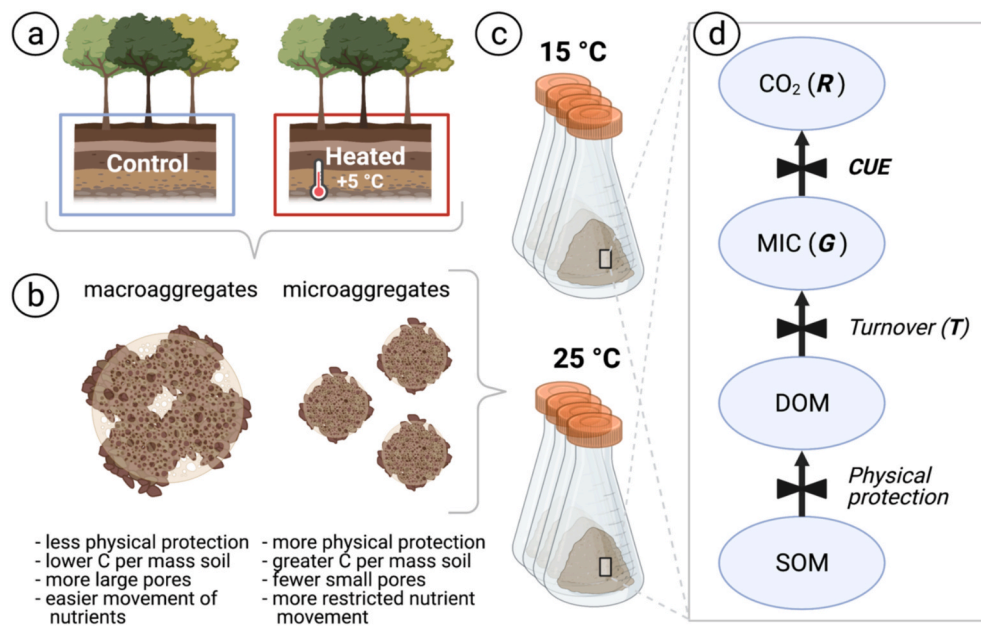 a
Control
Heated
+5 °C
b
macroaggregates
- less physical protection
- lower C per mass soil
- more large pores
- easier movement of
nutrients
microaggregates
- more physical protection
- greater C per mass soil
- fewer small pores
- more restricted nutrient
movement
c
15 °C
25 °C
d
CO₂ (R)
CUE
MIC (G)
Turnover (T)
DOM
Physical
protection
SOM